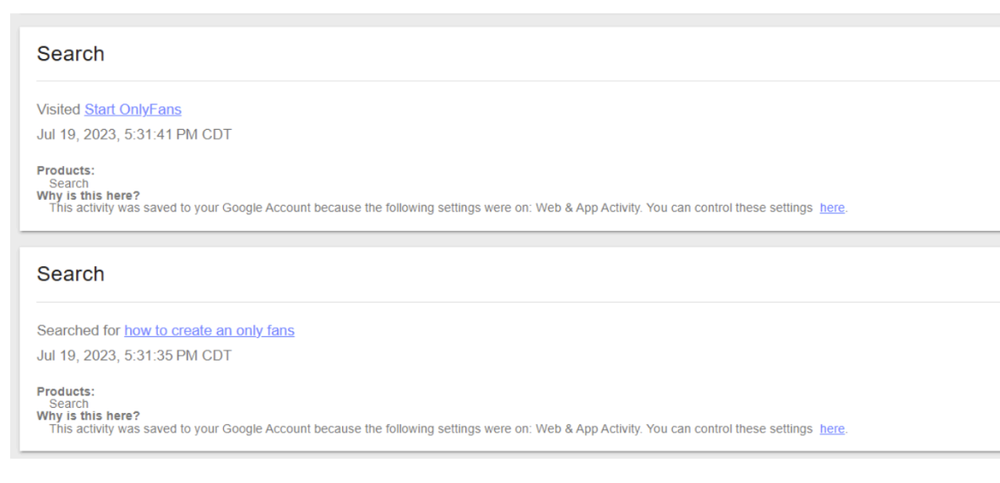 Search
Visited Start OnlyFans
Jul 19, 2023, 5:31:41 PM CDT
Products:
Search
Why is this here?
This activity was saved to your Google Account because the following settings were on: Web & App Activity. You can control these settings here.
Search
Searched for how to create an only fans
Jul 19, 2023, 5:31:35 PM CDT
Products:
Search
Why is this here?
This activity was saved to your Google Account because the following settings were on: Web & App Activity. You can control these settings here.